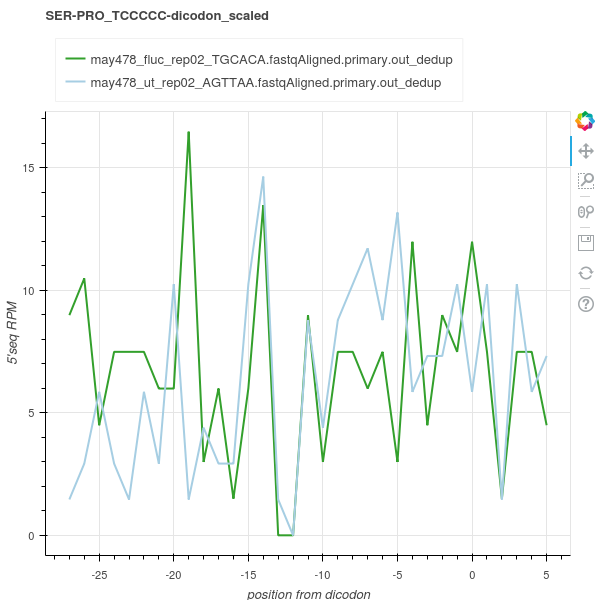 SER-PRO_TCCCCC-dicodon_scaled
may478_fluc_rep02_TGCACA.fastqAligned.primary.out_dedup
may478_ut_rep02_AGTTAA.fastqAligned.primary.out_dedup
15
10
5
0
5'seq RPM
-25 -20 -15 -10 -5 0 5
position from dicodon